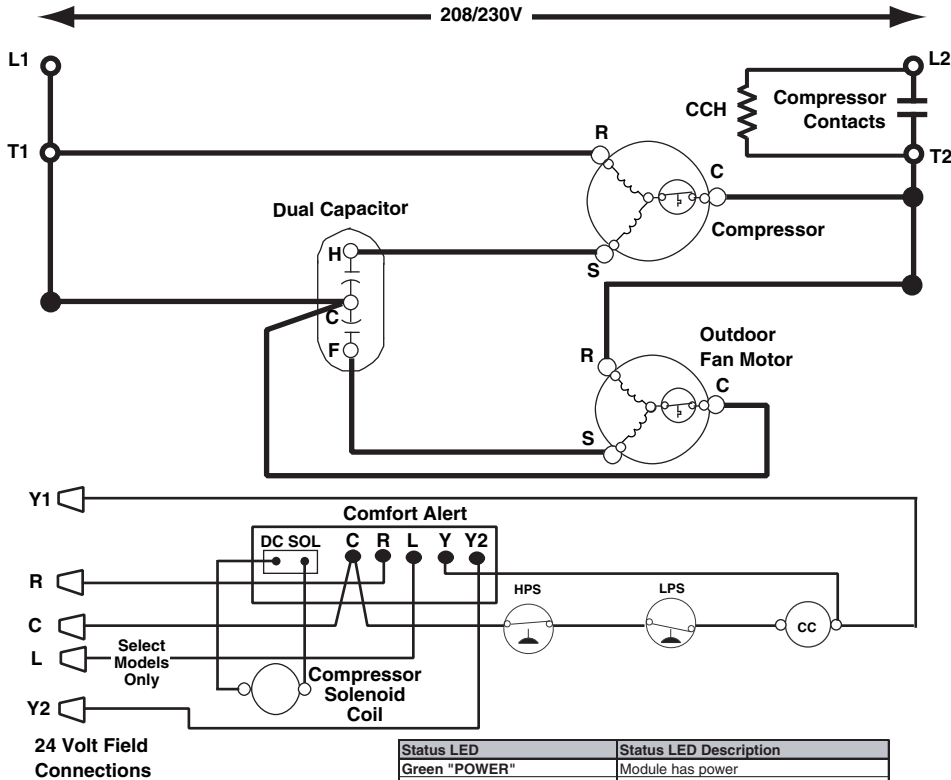 208/230V
L1
L2
CCH
Compressor
Contacts
T1
R
T2
C
Dual Capacitor
Compressor
H
S
C
Outdoor
Fan Motor
F
R
C
S
Y1
Comfort Alert
DC SOL C R L Y Y2
R
HPS
LPS
C
CC
L
Select
Models
Only
Compressor
Solenoid
Coil
Y2
24 Volt Field
Connections
Status LED Status LED Description
Green "POWER" Module has power